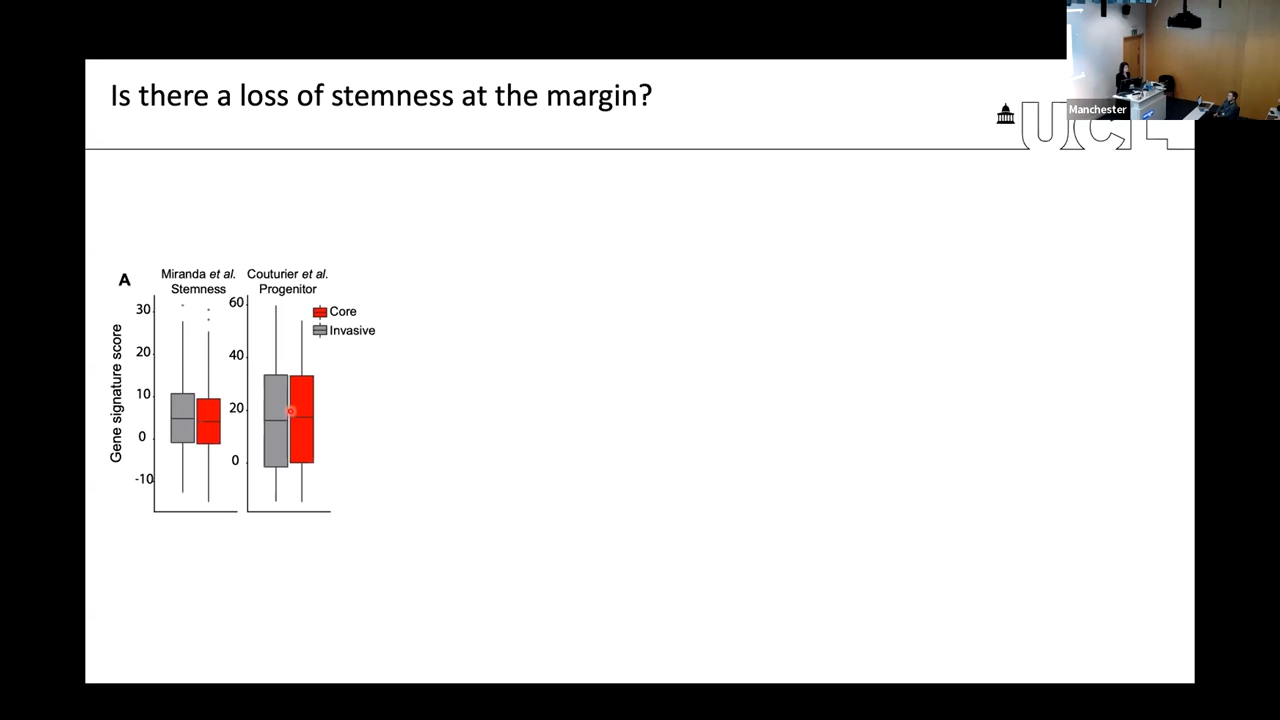 Is there a loss of stemness at the margin?
Manchester
UCL
A
Miranda et al.
Stemness
Couturier et al.
Progenitor
Core
Invasive
Gene signature score
30
20
10
0
-10
60
40
20
0